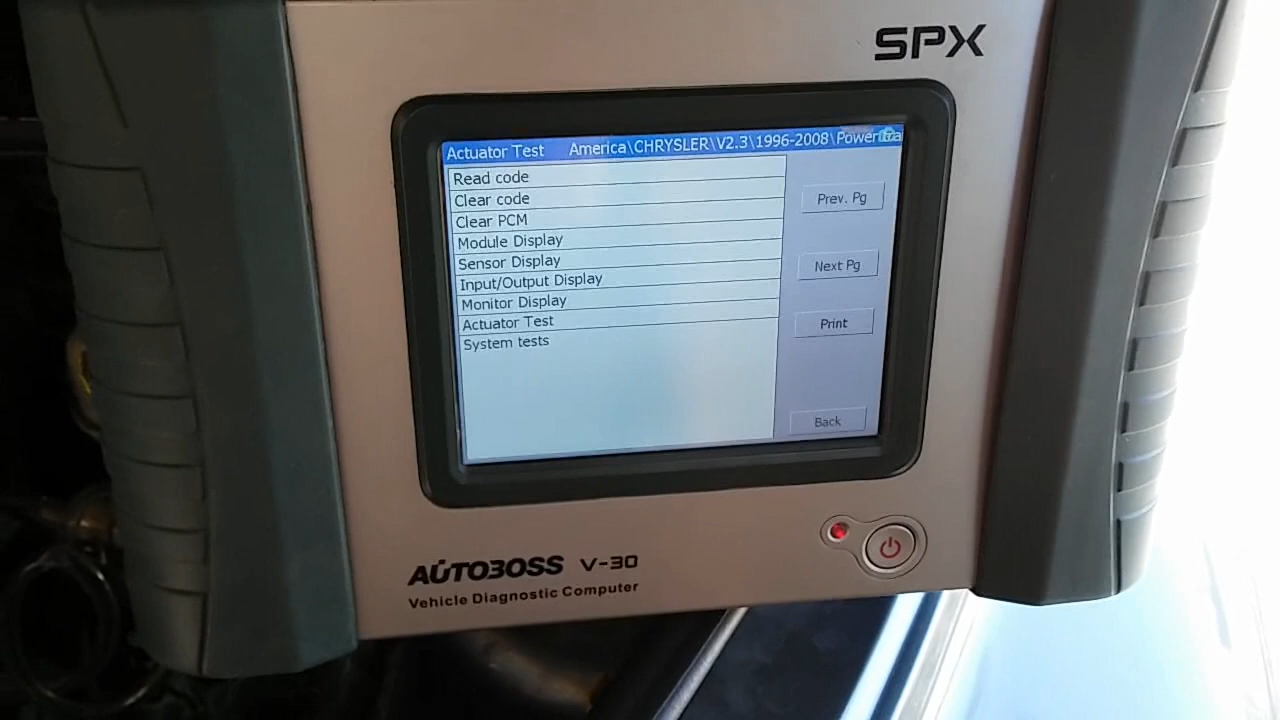 SPX
Actuator Test America\CHRYSLER\V2.3\1996-2008\Powertra
Read code
Clear code
Clear PCM
Module Display
Sensor Display
Input/Output Display
Monitor Display
Actuator Test
System tests
Prev. Pg
Next Pg
Print
Back
AUTOBOSS V-30
Vehicle Diagnostic Computer